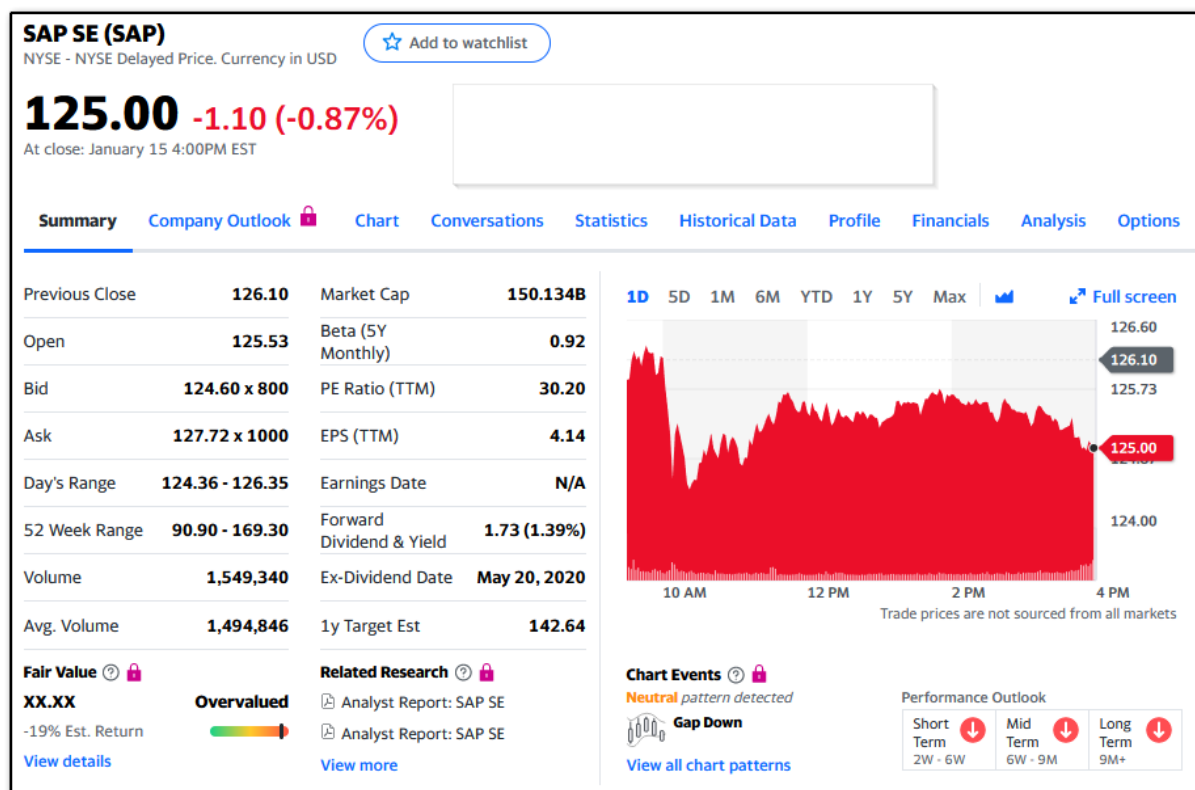 SAP SE (SAP)
Add to watchlist
NYSE - NYSE Delayed Price. Currency in USD
125.00 -1.10 (-0.87%)
At close: January 15 4:00PM EST
Summary Company Outlook Chart Conversations Statistics Historical Data Profile Financials Analysis Options
Previous Close 126.10
Open 125.53
Bid 124.60 x 800
Ask 127.72 x 1000
Day's Range 124.36 - 126.35
52 Week Range 90.90 - 169.30
Volume 1,549,340
Avg. Volume 1,494,846
Market Cap 150.134B
Beta (5Y
Monthly) 0.92
PE Ratio (TTM) 30.20
EPS (TTM) 4.14
Earnings Date N/A
Forward
Dividend & Yield 1.73 (1.39%)
Ex-Dividend Date May 20, 2020
1y Target Est 142.64
1D 5D 1M 6M YTD 1Y 5Y Max Full screen
126.60
126.10
125.73
125.00
124.00
10 AM 12 PM 2 PM 4 PM
Trade prices are not sourced from all markets
Fair Value
XX.XX Overvalued
-19% Est. Return
View details
Related Research
Analyst Report: SAP SE
Analyst Report: SAP SE
View more
Chart Events
Neutral pattern detected
Gap Down
View all chart patterns
Performance Outlook
Short
Term
2W - 6W
Mid
Term
6W - 9M
Long
Term
9M+